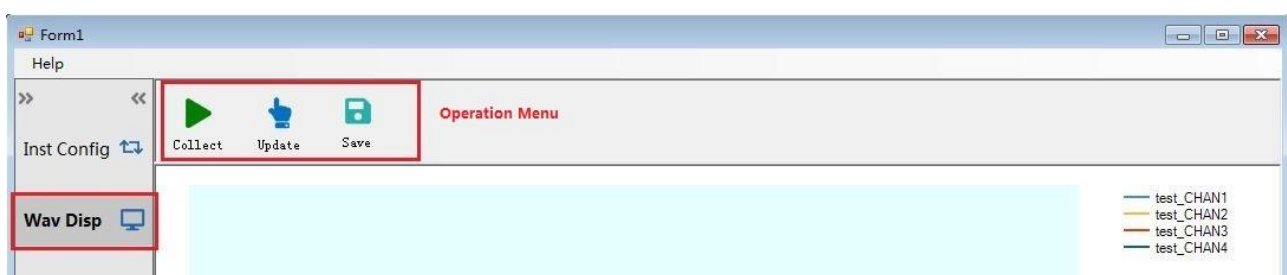 Form1
Help
>> <<
Inst Config
Wav Disp
Collect Update Save
Operation Menu
test_CHAN1
test_CHAN2
test_CHAN3
test_CHAN4